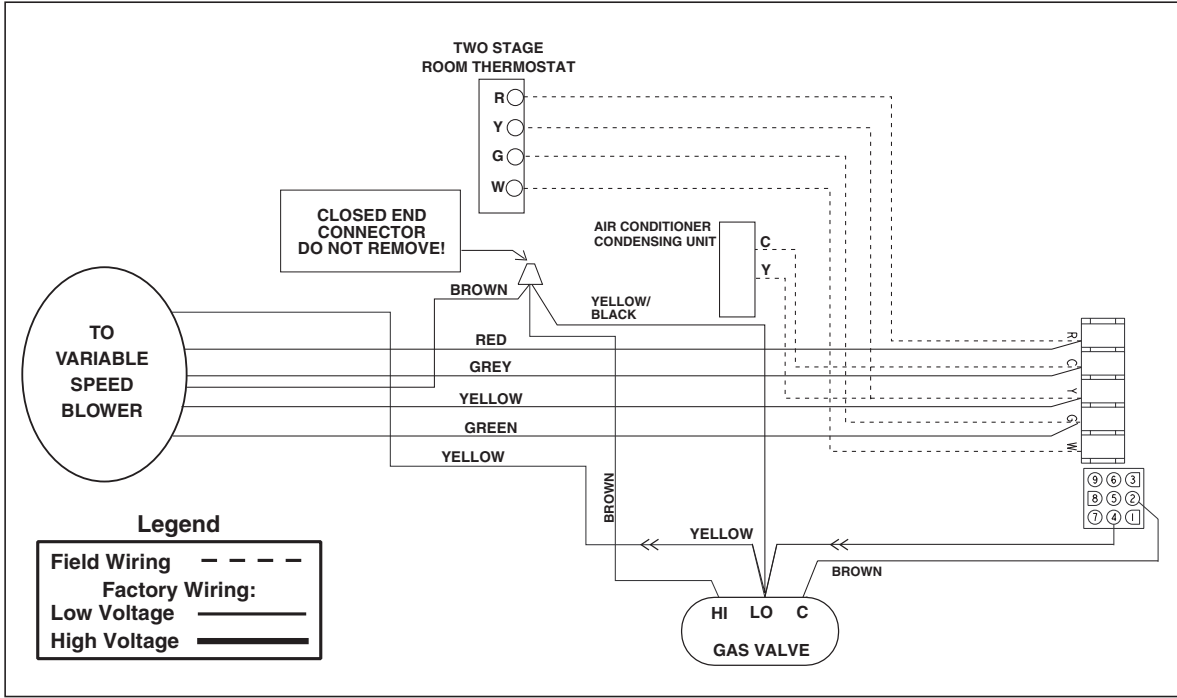 TWO STAGE
ROOM THERMOSTAT
R
Y
G
W
CLOSED END
CONNECTOR
DO NOT REMOVE!
AIR CONDITIONER
CONDENSING UNIT
C
Y
BROWN
YELLOW/
BLACK
TO
VARIABLE
SPEED
BLOWER
RED
GREY
YELLOW
GREEN
YELLOW
R
C
Y
G
W
BROWN
9 6 3
8 5 2
7 4 1
YELLOW
BROWN
HI LO C
GAS VALVE
Legend
Field Wiring
Factory Wiring:
Low Voltage
High Voltage